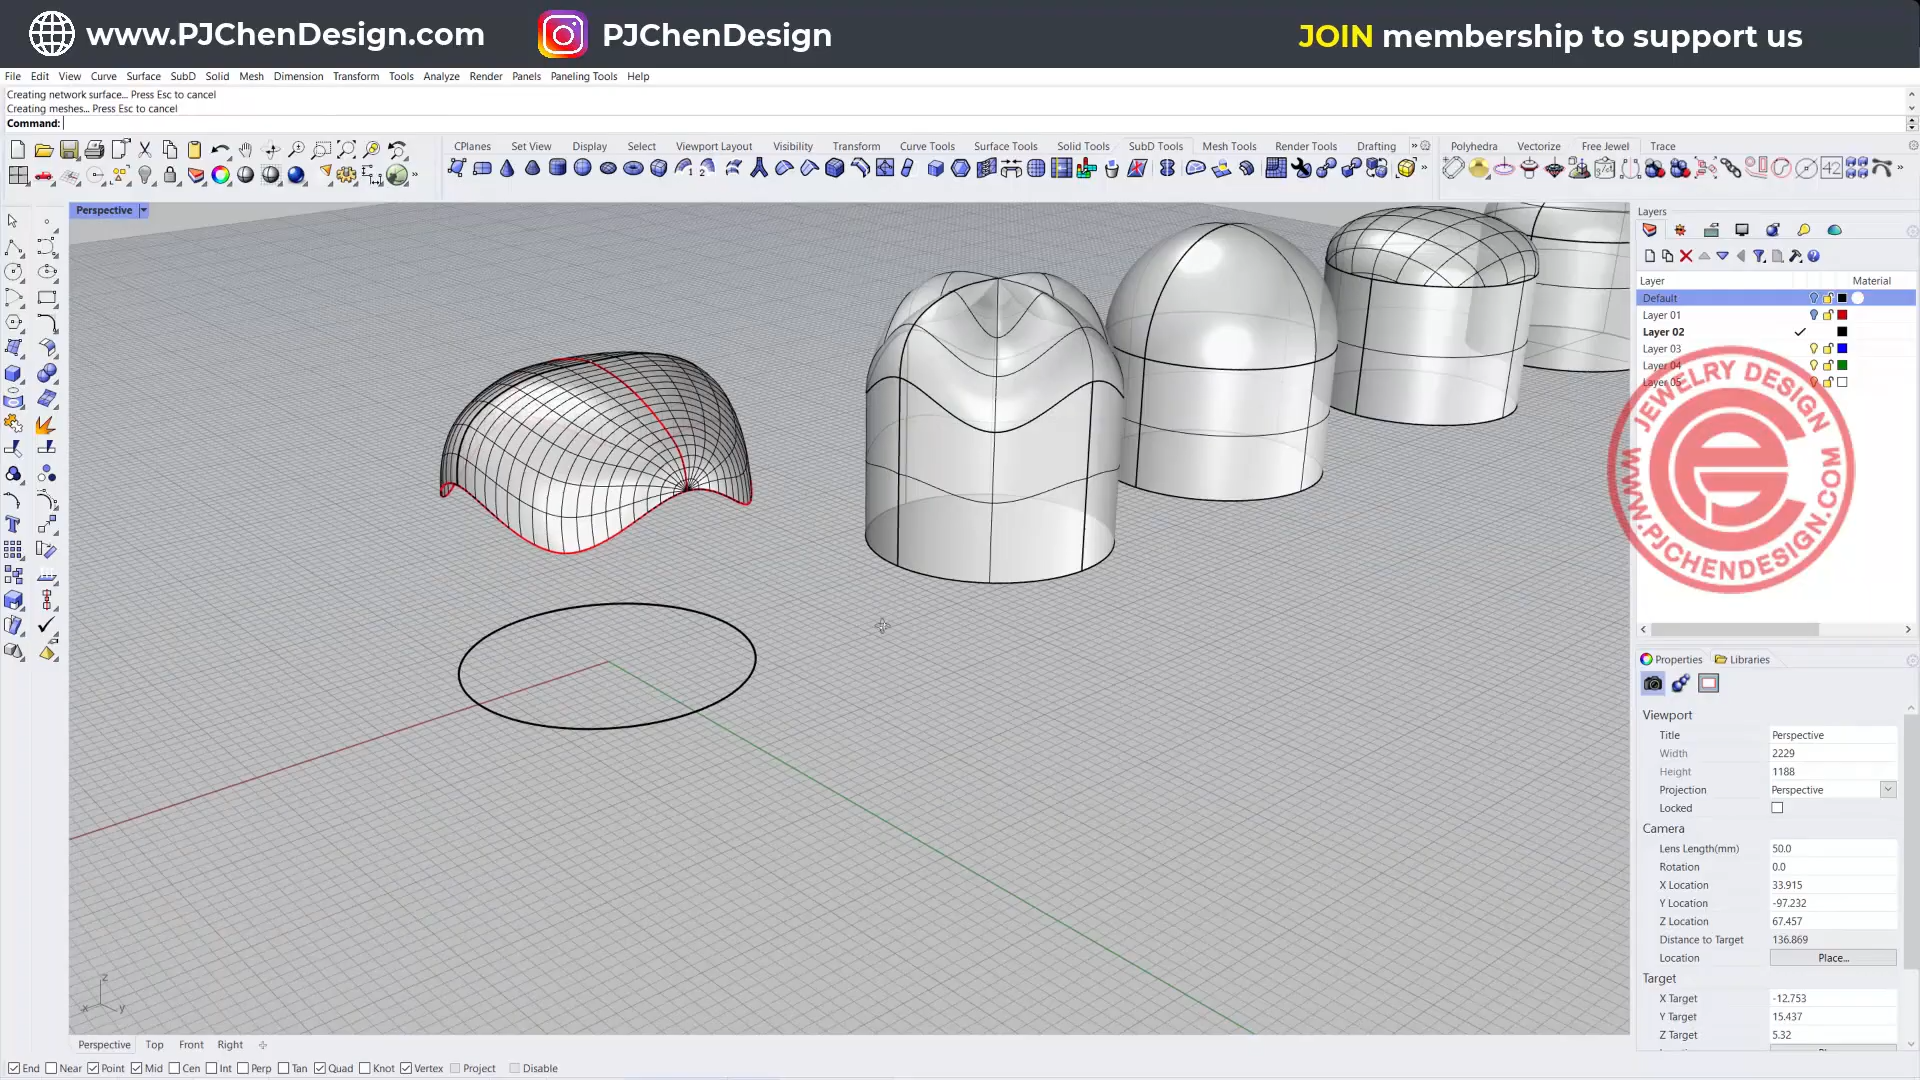 www.PJChenDesign.com PJChenDesign JOIN membership to support us
File Edit View Curve Surface SubD Solid Mesh Dimension Transform Tools Analyze Render Panels Paneling Tools Help
Creating network surface... Press Esc to cancel
Creating meshes... Press Esc to cancel
Command:
CPlanes Set View Display Select Viewport Layout Visibility Transform Curve Tools Surface Tools Solid Tools SubD Tools Mesh Tools Render Tools Drafting » Polyhedra Vectorize Free Jewel Trace
Perspective
Layers
Layer Material
Default
Layer 01
Layer 02
Layer 03
Layer 04
Layer 05
JEWELRY DESIGN
WWW.PJCHENDESIGN.COM
Properties Libraries
Viewport
Title Perspective
Width 2229
Height 1188
Projection Perspective
Locked
Camera
Lens Length(mm) 50.0
Rotation 0.0
X Location 33.915
Y Location -97.232
Z Location 67.457
Distance to Target 136.869
Location Place...
Target
X Target -12.753
Y Target 15.437
Z Target 5.32
z
x y
Perspective Top Front Right
End Near Point Mid Cen Int Perp Tan Quad Knot Vertex Project Disable